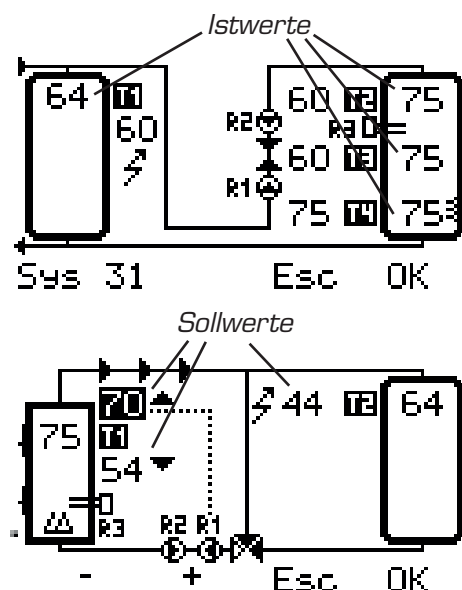 Istwerte
64 T1 60 T2 75
60 R2 R3
60 T3 75
R1
75 T4 75
Sys 31 Esc OK
Sollwerte
70 44 T2 64
75 T1
54
R3 R2 R1
- + Esc OK